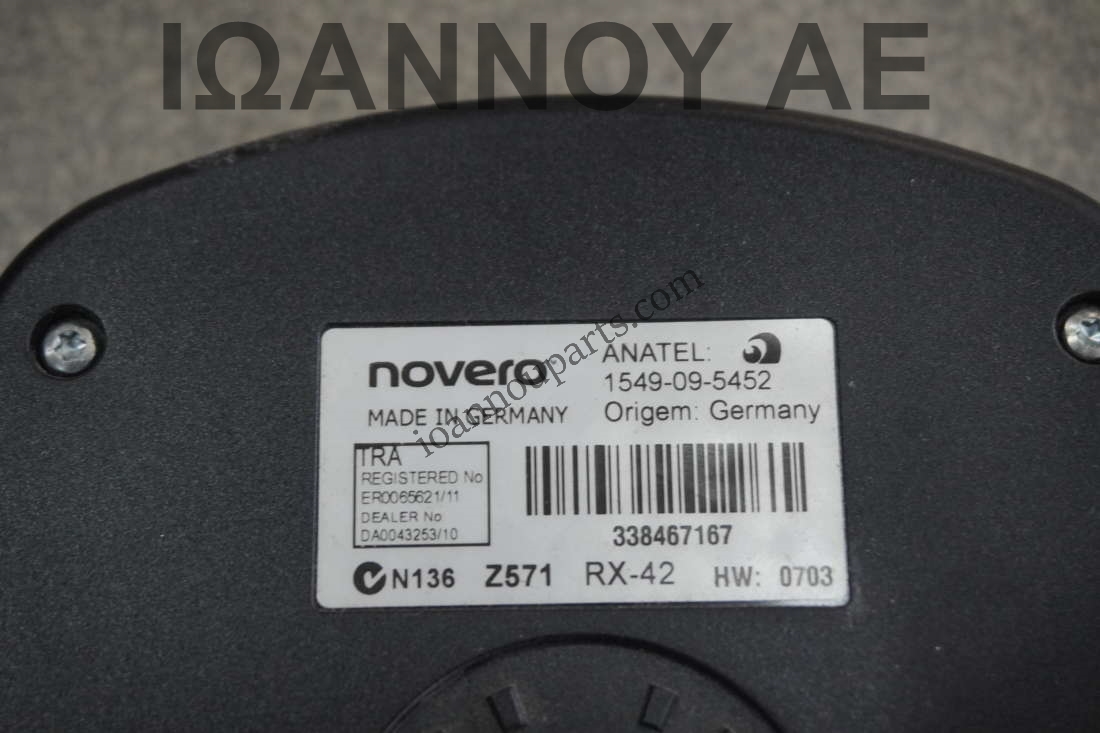 ΙΩΑΝΝΟΥ ΑΕ
novero
MADE IN GERMANY
ANATEL:
1549-09-5452
Origem: Germany
ioannouparts.com
TRA
REGISTERED No
ER0065621/11
DEALER No
DA0043253/10
338467167
N136 Z571 RX-42 HW: 0703